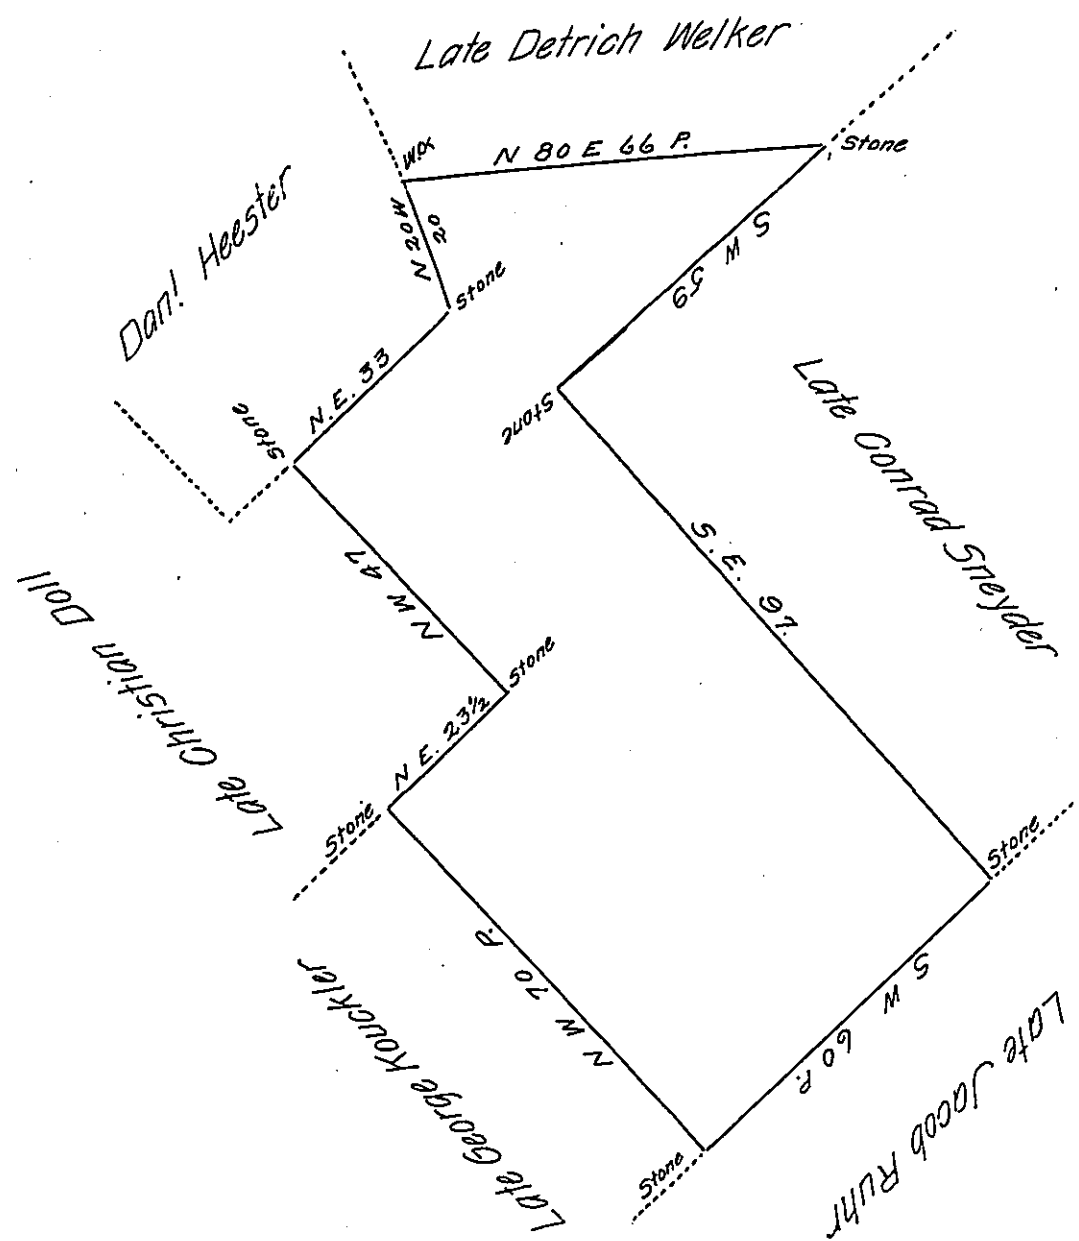 Late Detrich Welker
W.O.
N 80 E 66 P.
Stone
N 20 W
20
Stone
Dan! Heester
N. E. 33
Stone
S W 59
Stone
Late Conrad Sneyder
S. E. 97.
N W 47
Stone
N E. 23½
Stone
Late Christian Doll
Stone
N W 70 P.
S W 60 P.
Late George Kouckler
Late Jacob Ruhr
Stone